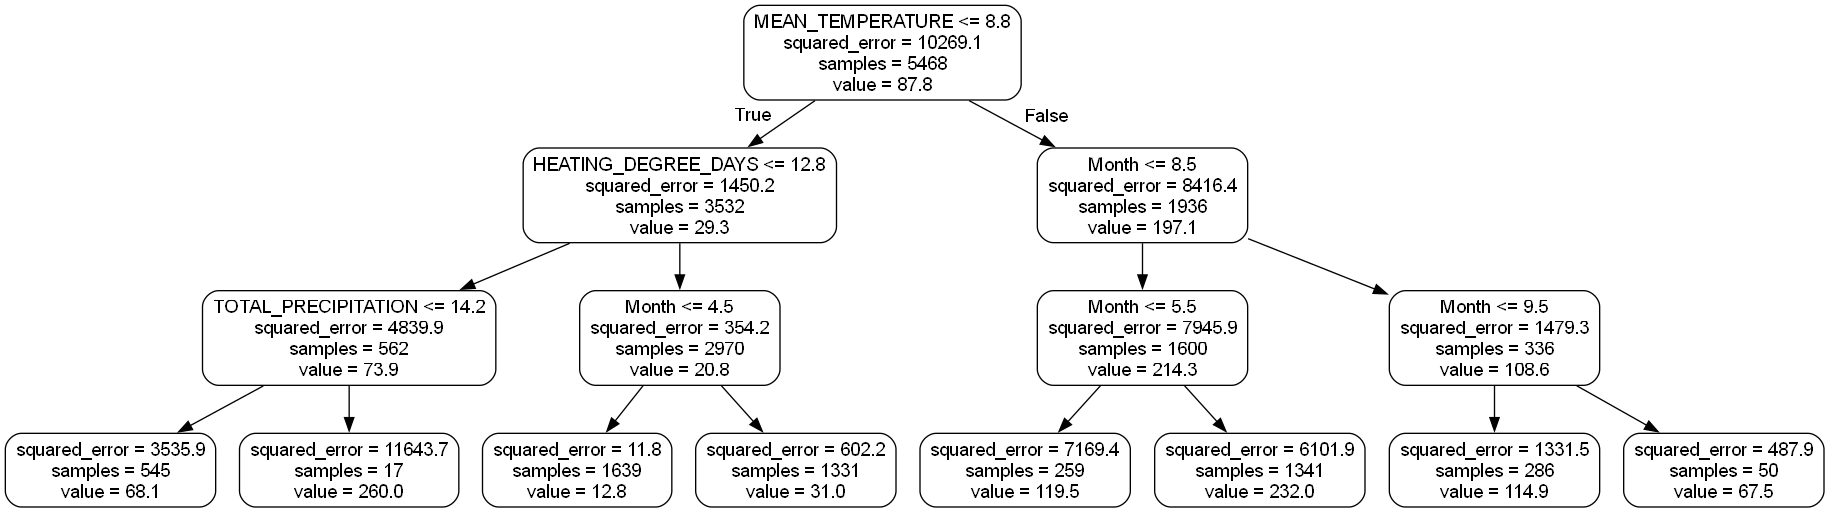 MEAN_TEMPERATURE <= 8.8
squared_error = 10269.1
samples = 5468
value = 87.8
True
False
HEATING_DEGREE_DAYS <= 12.8
squared_error = 1450.2
samples = 3532
value = 29.3
Month <= 8.5
squared_error = 8416.4
samples = 1936
value = 197.1
TOTAL_PRECIPITATION <= 14.2
squared_error = 4839.9
samples = 562
value = 73.9
Month <= 4.5
squared_error = 354.2
samples = 2970
value = 20.8
Month <= 5.5
squared_error = 7945.9
samples = 1600
value = 214.3
Month <= 9.5
squared_error = 1479.3
samples = 336
value = 108.6
squared_error = 3535.9
samples = 545
value = 68.1
squared_error = 11643.7
samples = 17
value = 260.0
squared_error = 11.8
samples = 1639
value = 12.8
squared_error = 602.2
samples = 1331
value = 31.0
squared_error = 7169.4
samples = 259
value = 119.5
squared_error = 6101.9
samples = 1341
value = 232.0
squared_error = 1331.5
samples = 286
value = 114.9
squared_error = 487.9
samples = 50
value = 67.5